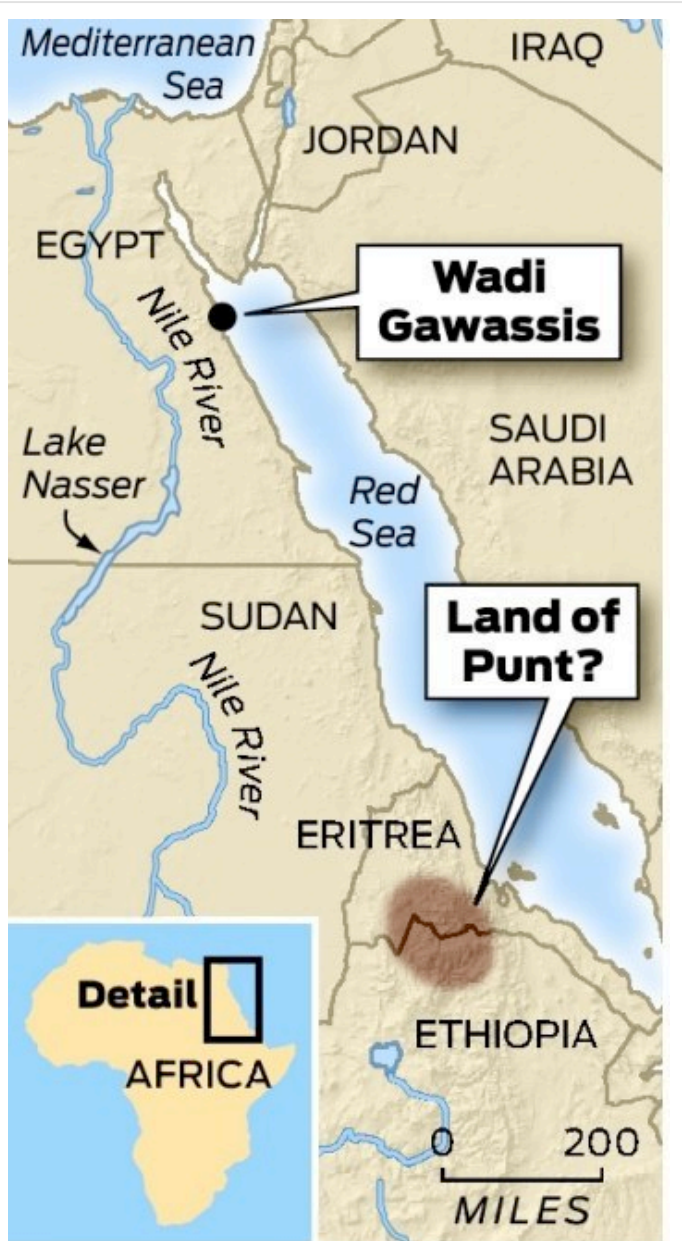 Mediterranean
Sea
IRAQ
JORDAN
EGYPT
Wadi
Gawassis
Nile River
Lake
Nasser
SAUDI
ARABIA
Red
Sea
SUDAN
Land of
Punt?
Nile River
ERITREA
Detail
AFRICA
ETHIOPIA
0 200
MILES